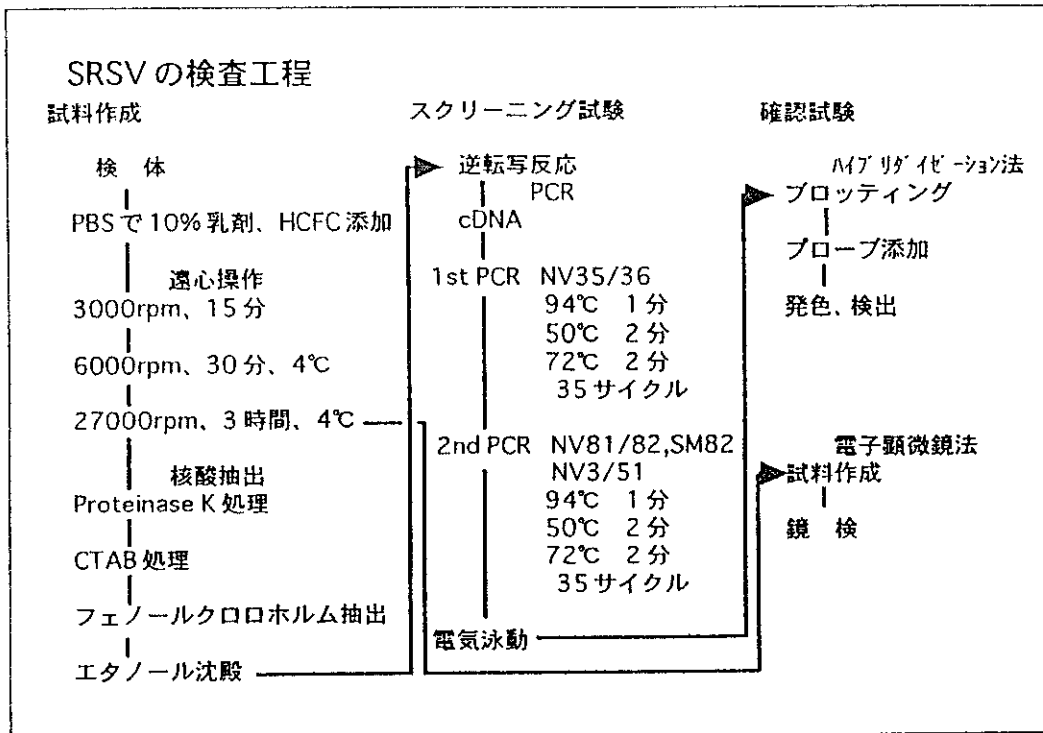 SRSVの検査工程
試料作成
検 体
PBSで10%乳剤、HCFC添加
遠心操作
3000rpm、15分
6000rpm、30分、4℃
27000rpm、3時間、4℃
核酸抽出
Proteinase K処理
CTAB処理
フェノールクロロホルム抽出
エタノール沈殿
スクリーニング試験
逆転写反応
PCR
cDNA
1st PCR NV35/36
94℃ 1分
50℃ 2分
72℃ 2分
35サイクル
2nd PCR NV81/82,SM82
NV3/51
94℃ 1分
50℃ 2分
72℃ 2分
35サイクル
電気泳動
確認試験
ﾊｲﾌﾞﾘﾀﾞｲｾﾞｰｼｮﾝ法
ブロッティング
プローブ添加
発色、検出
電子顕微鏡法
試料作成
鏡 検